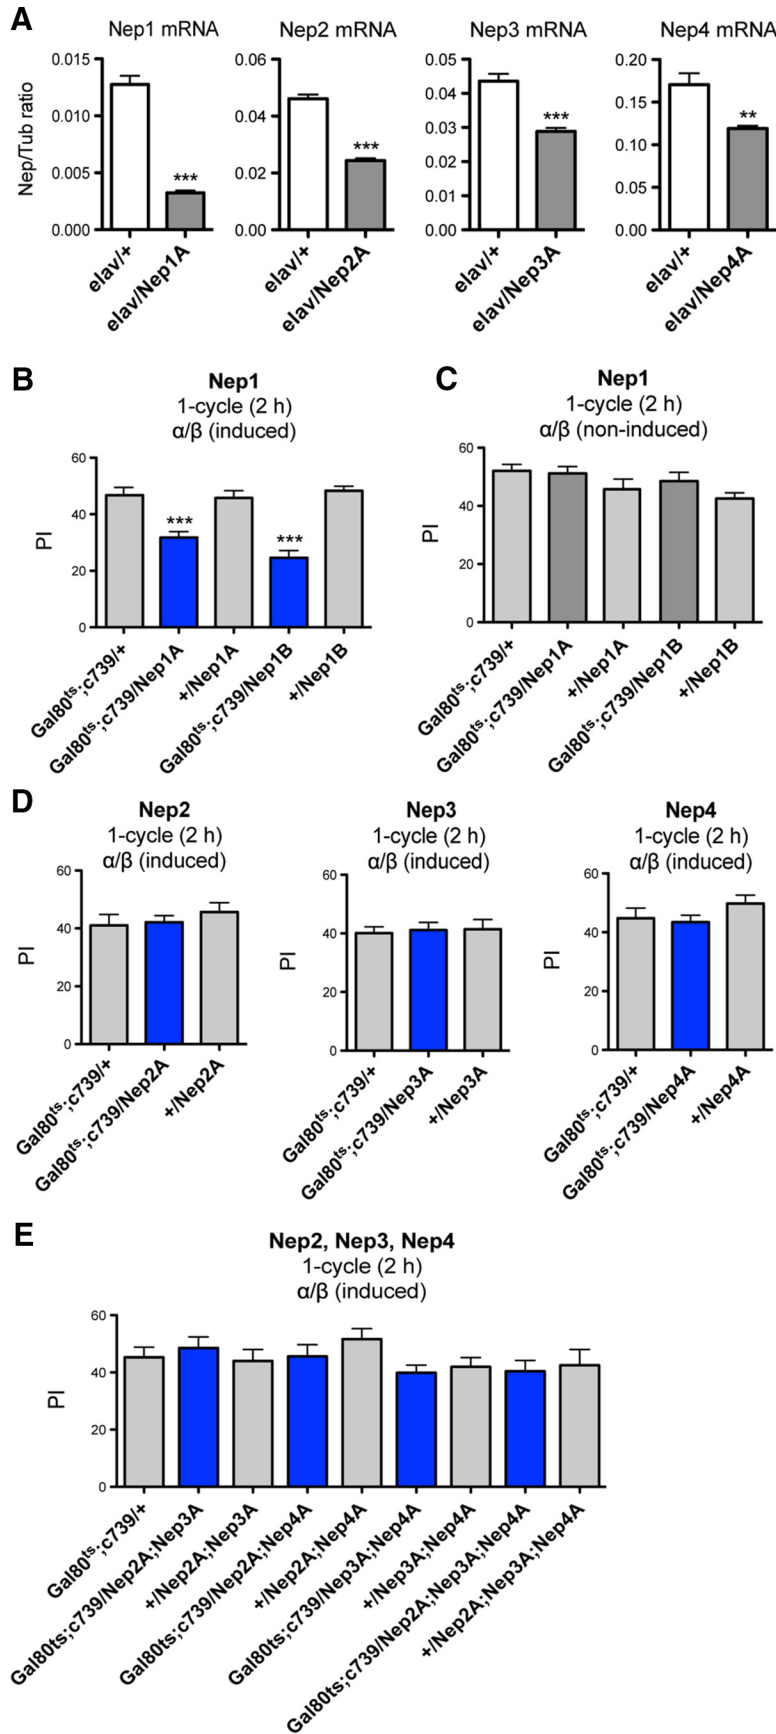 A
Nep1 mRNA
Nep2 mRNA
Nep3 mRNA
Nep4 mRNA
Nep/Tub ratio
0.015
0.010
0.005
0.000
***
elav/+
elav/Nep1A
0.06
0.04
0.02
0.00
***
elav/+
elav/Nep2A
0.05
0.04
0.03
0.02
0.01
0.00
***
elav/+
elav/Nep3A
0.20
0.15
0.10
0.05
0.00
**
elav/+
elav/Nep4A
B
Nep1
1-cycle (2 h)
α/β (induced)
PI
60
40
20
0
***
***
Gal80ts;c739/+
Gal80ts;c739/Nep1A
+/Nep1A
Gal80ts;c739/Nep1B
+/Nep1B
C
Nep1
1-cycle (2 h)
α/β (non-induced)
PI
60
40
20
0
Gal80ts;c739/+
Gal80ts;c739/Nep1A
+/Nep1A
Gal80ts;c739/Nep1B
+/Nep1B
D
Nep2
1-cycle (2 h)
α/β (induced)
PI
60
40
20
0
Gal80ts;c739/+
Gal80ts;c739/Nep2A
+/Nep2A
Nep3
1-cycle (2 h)
α/β (induced)
PI
60
40
20
0
Gal80ts;c739/+
Gal80ts;c739/Nep3A
+/Nep3A
Nep4
1-cycle (2 h)
α/β (induced)
PI
60
40
20
0
Gal80ts;c739/+
Gal80ts;c739/Nep4A
+/Nep4A
E
Nep2, Nep3, Nep4
1-cycle (2 h)
α/β (induced)
PI
60
40
20
0
Gal80ts;c739/+
Gal80ts;c739/Nep2A;Nep3A
+/Nep2A;Nep3A
Gal80ts;c739/Nep2A;Nep4A
+/Nep2A;Nep4A
Gal80ts;c739/Nep3A;Nep4A
+/Nep3A;Nep4A
Gal80ts;c739/Nep2A;Nep3A;Nep4A
+/Nep2A;Nep3A;Nep4A